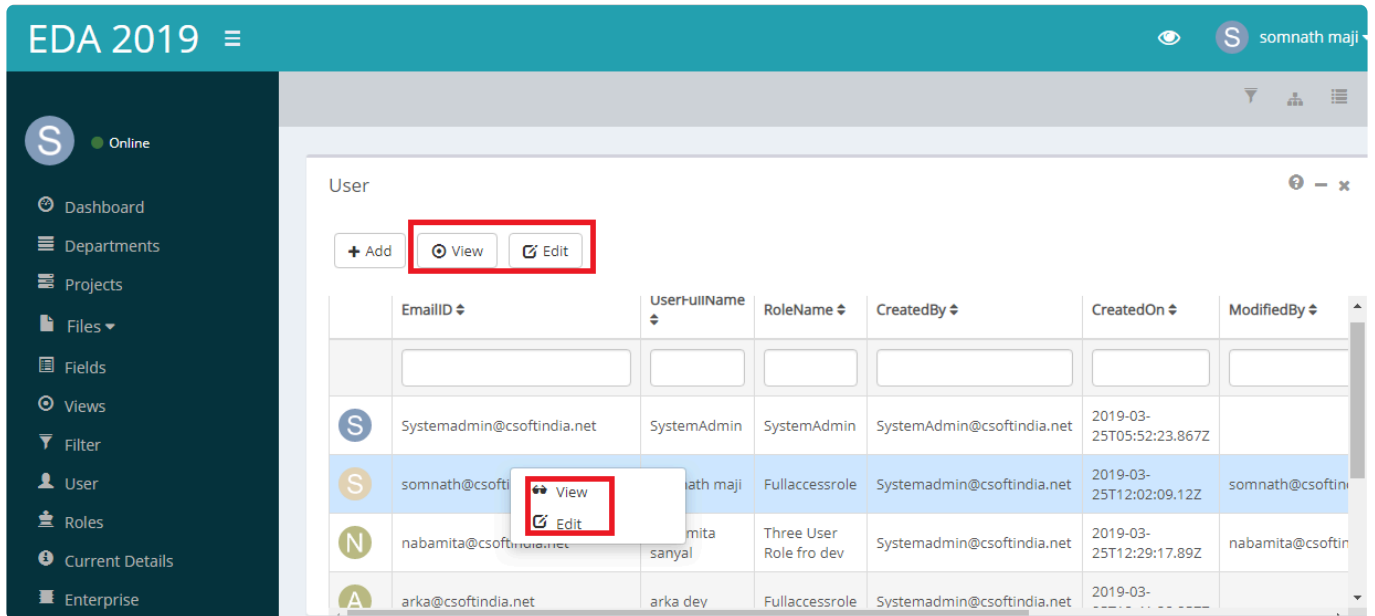 EDA 2019
S somnath maji
S Online
Dashboard
Departments
Projects
Files
Fields
Views
Filter
User
Roles
Current Details
Enterprise
User
+ Add View Edit
EmailID UserFullName RoleName CreatedBy CreatedOn ModifiedBy
S Systemadmin@csoftindia.net SystemAdmin SystemAdmin SystemAdmin@csoftindia.net 2019-03-
25T05:52:23.867Z
S somnath@csofti ath maji Fullaccessrole Systemadmin@csoftindia.net 2019-03-
25T12:02:09.12Z somnath@csoftin
View
Edit
N nabamita@csoftindia.net mita
sanyal Three User
Role fro dev Systemadmin@csoftindia.net 2019-03-
25T12:29:17.89Z nabamita@csoftin
A arka@csoftindia.net arka dev Fullaccessrole Systemadmin@csoftindia.net 2019-03-